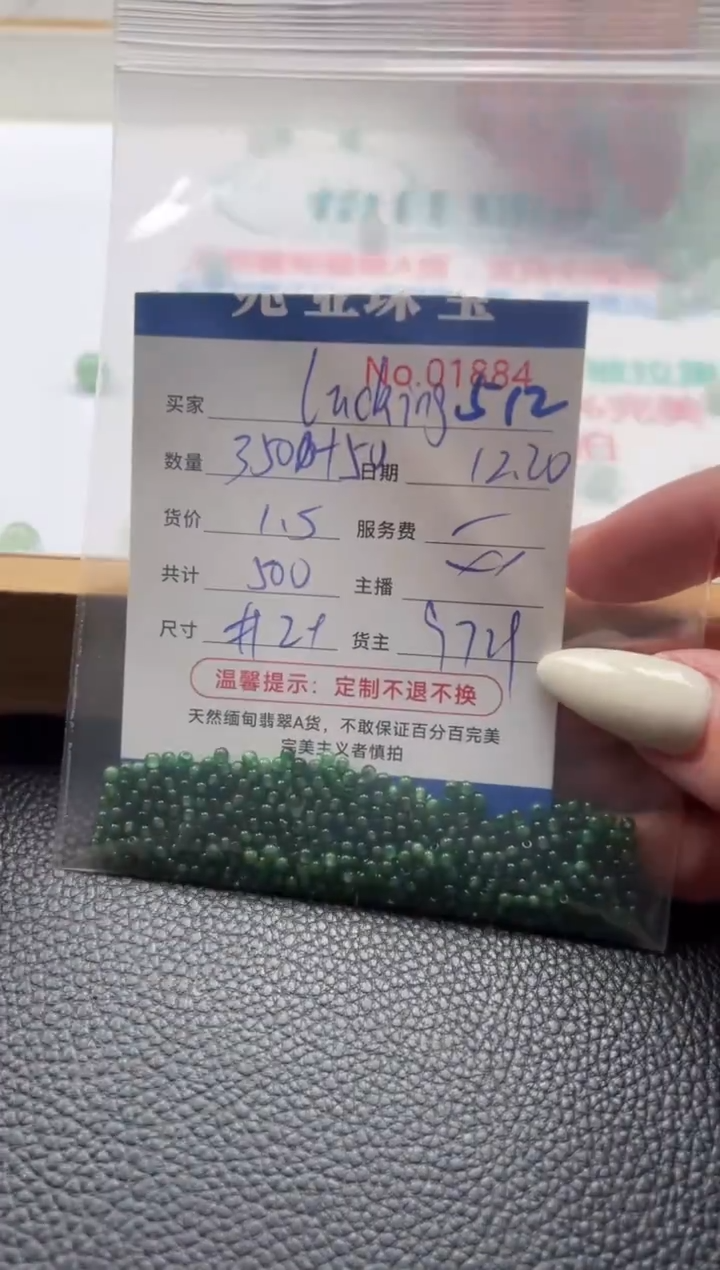 亚珠宝
No.01884
买家 lucking512
数量 350 日期 12.20
货价 1.5 服务费
共计 500 主播
尺寸 #21 货主
温馨提示：定制不退不换
天然缅甸翡翠A货，不敢保证百分百完美
完美主义者慎拍